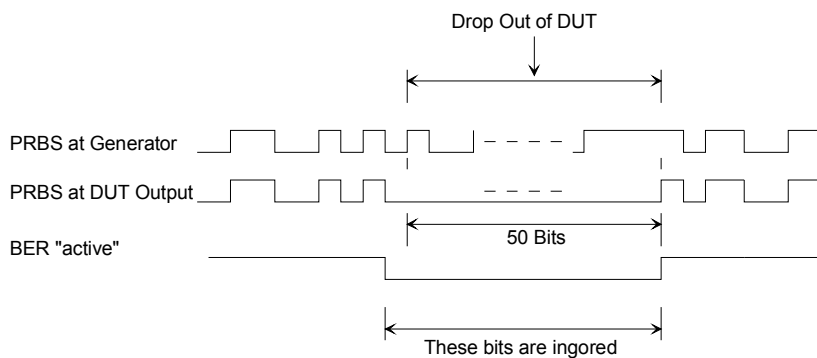 Drop Out of DUT
PRBS at Generator
PRBS at DUT Output
50 Bits
BER "active"
These bits are ingored